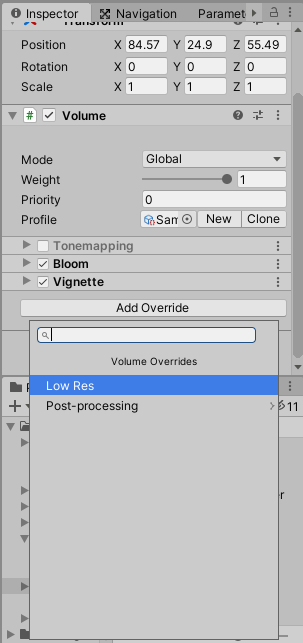 Inspector Navigation Paramet
Transform
Position X 84.57 Y 24.9 Z 55.49
Rotation X 0 Y 0 Z 0
Scale X 1 Y 1 Z 1
# Volume
Mode Global
Weight 1
Priority 0
Profile Sam New Clone
Tonemapping
Bloom
Vignette
Add Override
Volume Overrides
Low Res
Post-processing
11
er